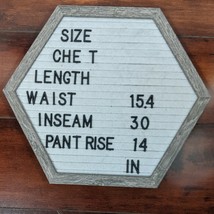 SIZE
CHE T
LENGTH
WAIST 15.4
INSEAM 30
PANT RISE 14
IN